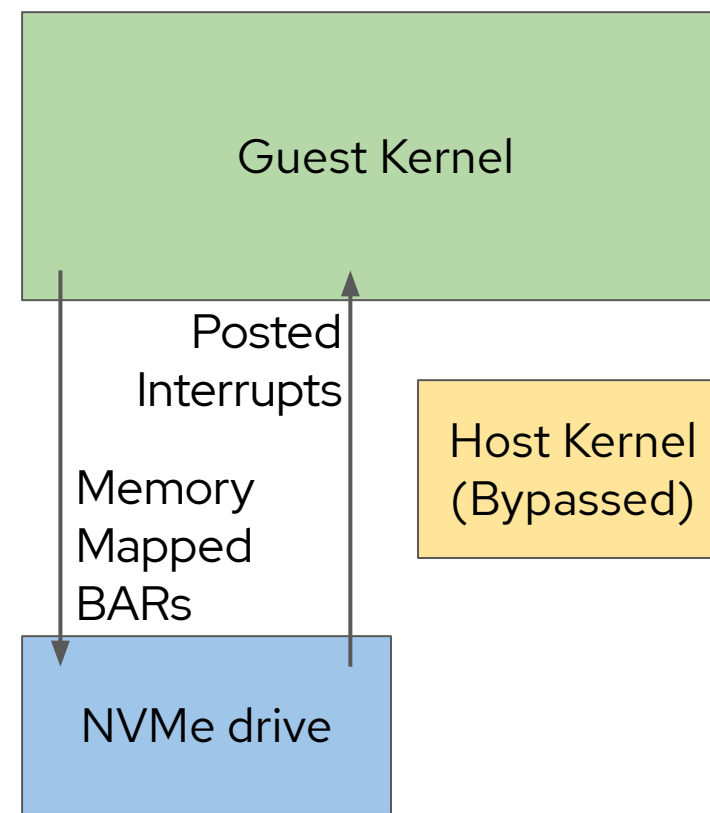 Guest Kernel
Posted
Interrupts
Host Kernel
(Bypassed)
Memory
Mapped
BARs
NVMe drive